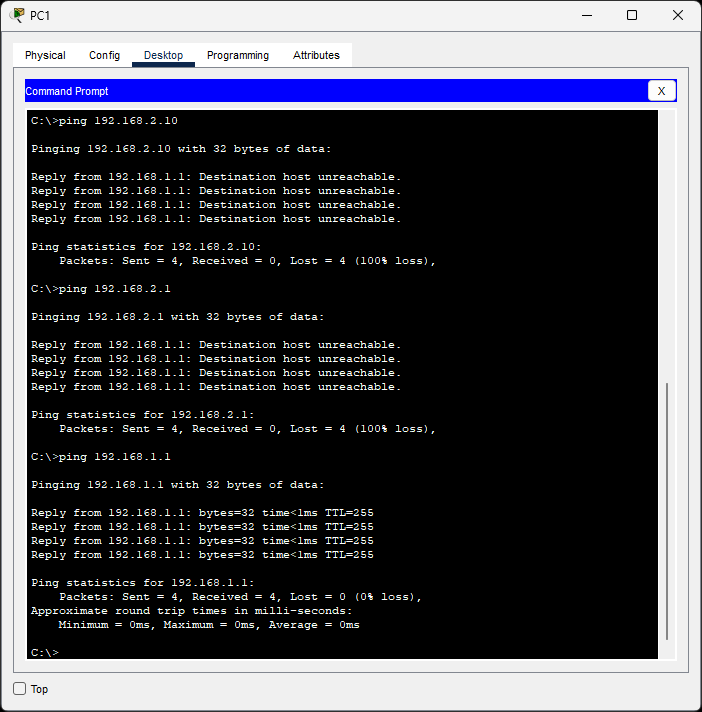 PC1
Physical Config Desktop Programming Attributes
Command Prompt X
C:\>ping 192.168.2.10
Pinging 192.168.2.10 with 32 bytes of data:
Reply from 192.168.1.1: Destination host unreachable.
Reply from 192.168.1.1: Destination host unreachable.
Reply from 192.168.1.1: Destination host unreachable.
Reply from 192.168.1.1: Destination host unreachable.
Ping statistics for 192.168.2.10:
Packets: Sent = 4, Received = 0, Lost = 4 (100% loss),
C:\>ping 192.168.2.1
Pinging 192.168.2.1 with 32 bytes of data:
Reply from 192.168.1.1: Destination host unreachable.
Reply from 192.168.1.1: Destination host unreachable.
Reply from 192.168.1.1: Destination host unreachable.
Reply from 192.168.1.1: Destination host unreachable.
Ping statistics for 192.168.2.1:
Packets: Sent = 4, Received = 0, Lost = 4 (100% loss),
C:\>ping 192.168.1.1
Pinging 192.168.1.1 with 32 bytes of data:
Reply from 192.168.1.1: bytes=32 time<1ms TTL=255
Reply from 192.168.1.1: bytes=32 time<1ms TTL=255
Reply from 192.168.1.1: bytes=32 time<1ms TTL=255
Reply from 192.168.1.1: bytes=32 time<1ms TTL=255
Ping statistics for 192.168.1.1:
Packets: Sent = 4, Received = 4, Lost = 0 (0% loss),
Approximate round trip times in milli-seconds:
Minimum = 0ms, Maximum = 0ms, Average = 0ms
C:\>
Top